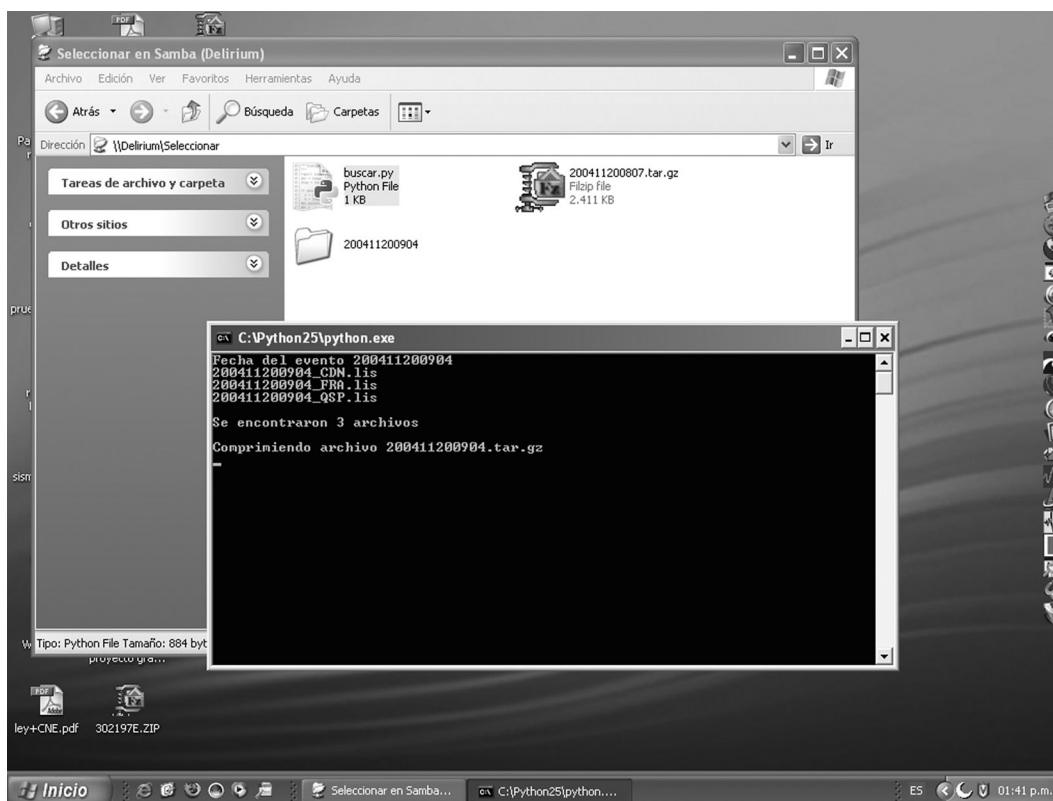 PDF
Seleccionar en Samba (Delirium)
Archivo Edición Ver Favoritos Herramientas Ayuda
Atrás Búsqueda Carpetas
Dirección \\Delirium\Seleccionar Ir
Tareas de archivo y carpeta
Otros sitios
Detalles
buscar.py
Python File
1 KB
200411200807.tar.gz
Filzip file
2.411 KB
200411200904
C:\Python25\python.exe
Fecha del evento 200411200904
200411200904_CDN.lis
200411200904_FRA.lis
200411200904_QSP.lis
Se encontraron 3 archivos
Comprimiendo archivo 200411200904.tar.gz
Tipo: Python File Tamaño: 884 byt
PDF
Adobe
ley+CNE.pdf
302197E.ZIP
Inicio
Seleccionar en Samba...
C:\Python25\python....
ES
01:41 p.m.